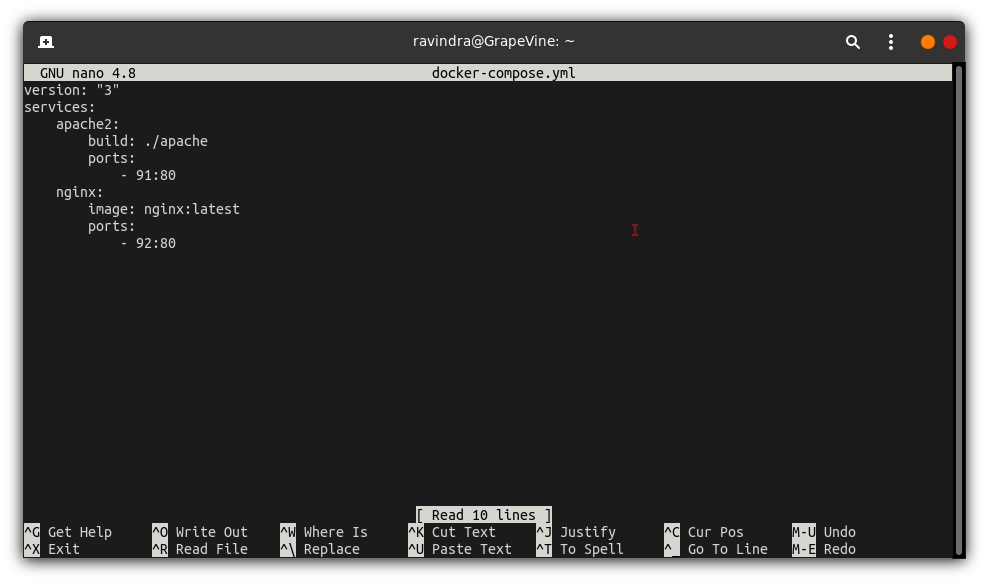 ravindra@GrapeVine: ~
GNU nano 4.8 docker-compose.yml
version: "3"
services:
    apache2:
        build: ./apache
        ports:
            - 91:80
    nginx:
        image: nginx:latest
        ports:
            - 92:80
[ Read 10 lines ]
^G Get Help ^O Write Out ^W Where Is ^K Cut Text ^J Justify ^C Cur Pos M-U Undo
^X Exit ^R Read File ^\ Replace ^U Paste Text ^T To Spell ^_ Go To Line M-E Redo